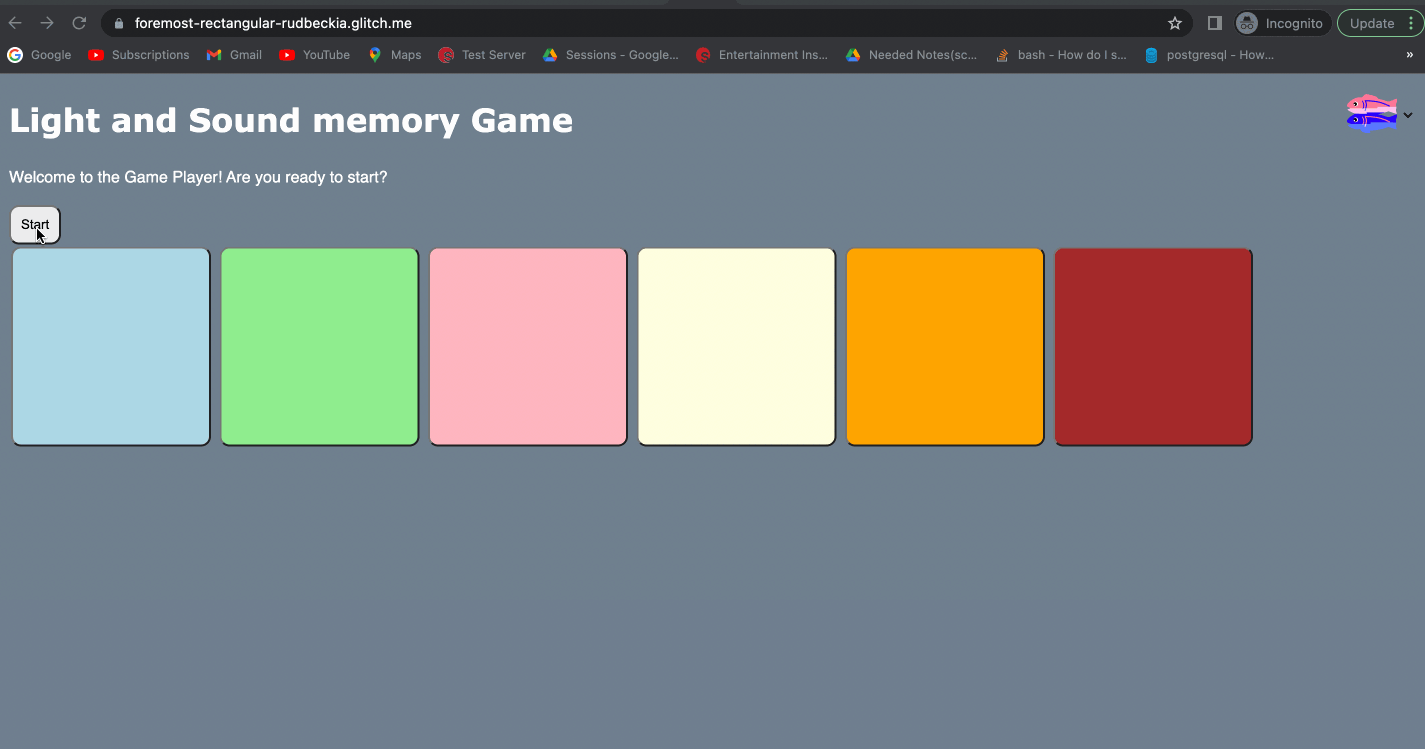 foremost-rectangular-rudbeckia.glitch.me Incognito Update
Google Subscriptions Gmail YouTube Maps Test Server Sessions - Google... Entertainment Ins... Needed Notes(sc... bash - How do I s... postgresql - How... »
Light and Sound memory Game
Welcome to the Game Player! Are you ready to start?
Start